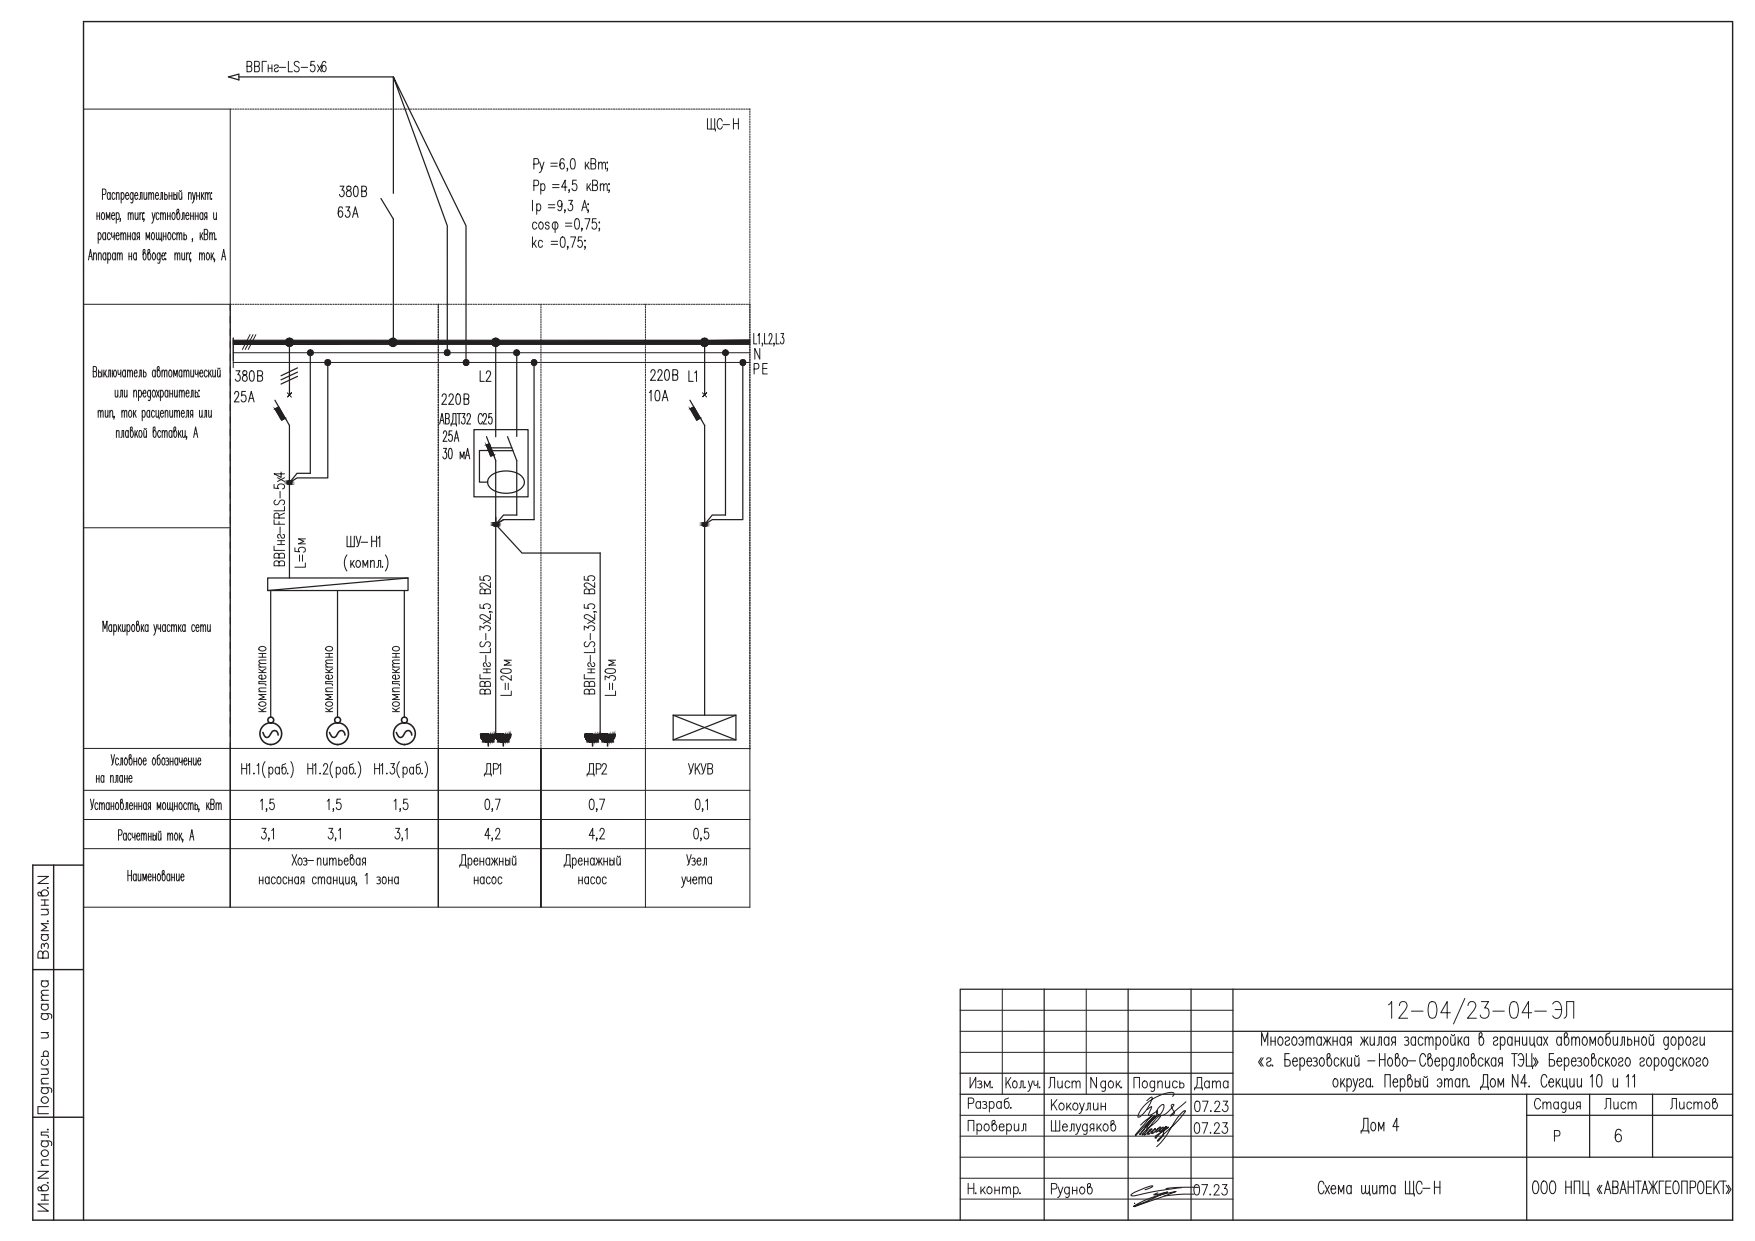 ВВГнг-LS-5х6
ЩС-Н
Распределительный пункт:
номер, тип; устновленная и
расчетная мощность , кВт.
Аппарат на вводе: тип; ток, А
380В
63А
Ру =6,0 кВт;
Рр =4,5 кВт;
Iр =9,3 А;
cosφ =0,75;
kc =0,75;
L1,L2,L3
N
PE
Выключатель автоматический
или предохранитель:
тип, ток расцепителя или
плавкой вставки, А
380В
25А
L2
220В
АВДТ32 С25
25А
30 мА
220В L1
10А
ВВГнг-FRLS-5х4
L=5м
ШУ-Н1
(компл.)
Маркировка участка сети
комплектно
комплектно
комплектно
ВВГнг-LS-3х2,5 В25
L=20м
ВВГнг-LS-3х2,5 В25
L=30м
Условное обозначение
на плане
Н1.1(раб.) Н1.2(раб.) Н1.3(раб.) ДР1 ДР2 УКУВ
Установленная мощность, кВт 1,5 1,5 1,5 0,7 0,7 0,1
Расчетный ток, А 3,1 3,1 3,1 4,2 4,2 0,5
Наименование
Хоз-питьевая
насосная станция, 1 зона
Дренажный
насос
Дренажный
насос
Узел
учета
Взам.инв.N
Подпись и дата
Инв.Nподл.
12-04/23-04-ЭЛ
Многоэтажная жилая застройка в границах автомобильной дороги
«г. Березовский -Ново-Свердловская ТЭЦ» Березовского городского
округа. Первый этап. Дом N4. Секции 10 и 11
Изм. Кол.уч. Лист Nдок. Подпись Дата
Разраб. Кокоулин 07.23
Проверил Шелудяков 07.23
Н.контр. Руднов 07.23
Дом 4
Стадия Лист Листов
Р 6
Схема щита ЩС-Н
ООО НПЦ «АВАНТАЖГЕОПРОЕКТ»